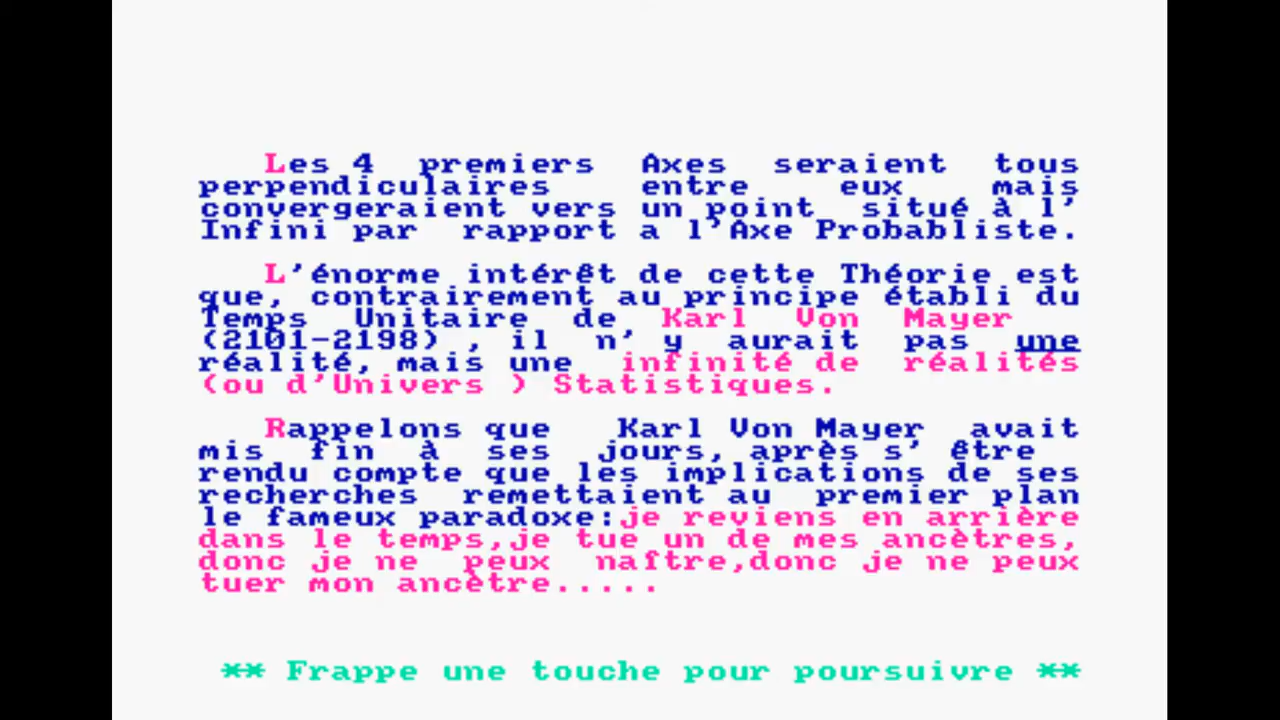 Les 4 premiers Axes seraient tous
perpendiculaires entre eux mais
convergeraient vers un point situé à l'
Infini par rapport a l'Axe Probabliste.
L'énorme intérêt de cette Théorie est
que, contrairement au principe établi du
Temps Unitaire de Karl Von Mayer
(2101-2198) , il n' y aurait pas une
réalité, mais une infinité de réalités
(ou d'Univers ) Statistiques.
Rappelons que Karl Von Mayer avait
mis fin à ses jours, après s' être
rendu compte que les implications de ses
recherches remettaient au premier plan
le fameux paradoxe:je reviens en arrière
dans le temps,je tue un de mes ancètres,
donc je ne peux naître,donc je ne peux
tuer mon ancètre.....
** Frappe une touche pour poursuivre **